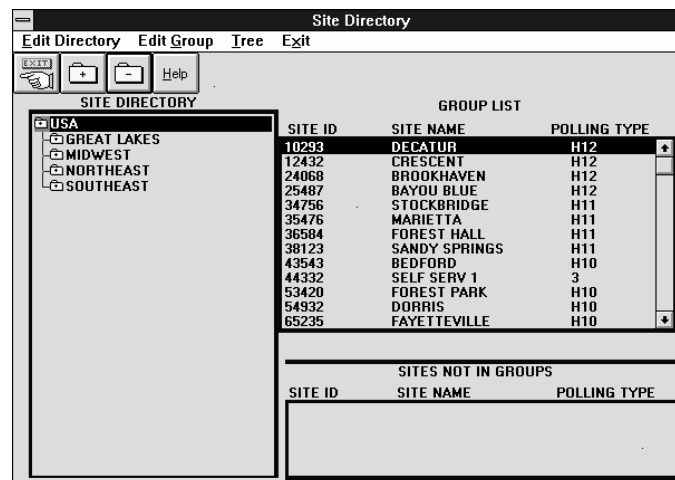 Site Directory
Edit Directory Edit Group Tree Exit
EXIT + - Help
SITE DIRECTORY
USA
GREAT LAKES
MIDWEST
NORTHEAST
SOUTHEAST
GROUP LIST
SITE ID SITE NAME POLLING TYPE
10293 DECATUR H12
12432 CRESCENT H12
24068 BROOKHAVEN H12
25487 BAYOU BLUE H12
34756 STOCKBRIDGE H11
35476 MARIETTA H11
36584 FOREST HALL H11
38123 SANDY SPRINGS H11
43543 BEDFORD H10
44332 SELF SERV 1 3
53420 FOREST PARK H10
54932 DORRIS H10
65235 FAYETTEVILLE H10
SITES NOT IN GROUPS
SITE ID SITE NAME POLLING TYPE